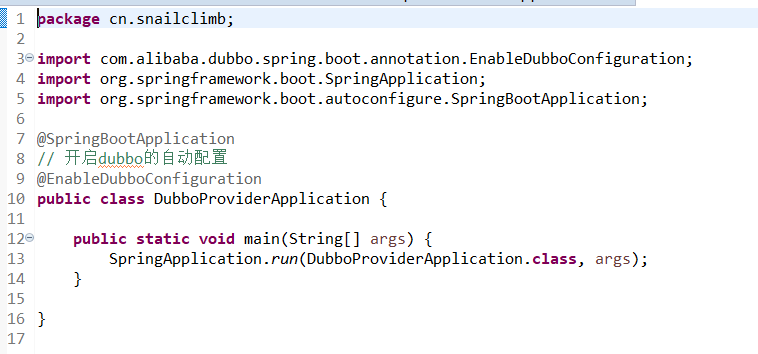 1 package cn.snailclimb;
2
3 import com.alibaba.dubbo.spring.boot.annotation.EnableDubboConfiguration;
4 import org.springframework.boot.SpringApplication;
5 import org.springframework.boot.autoconfigure.SpringBootApplication;
6
7 @SpringBootApplication
8 // 开启dubbo的自动配置
9 @EnableDubboConfiguration
10 public class DubboProviderApplication {
11
12     public static void main(String[] args) {
13         SpringApplication.run(DubboProviderApplication.class, args);
14     }
15
16 }
17